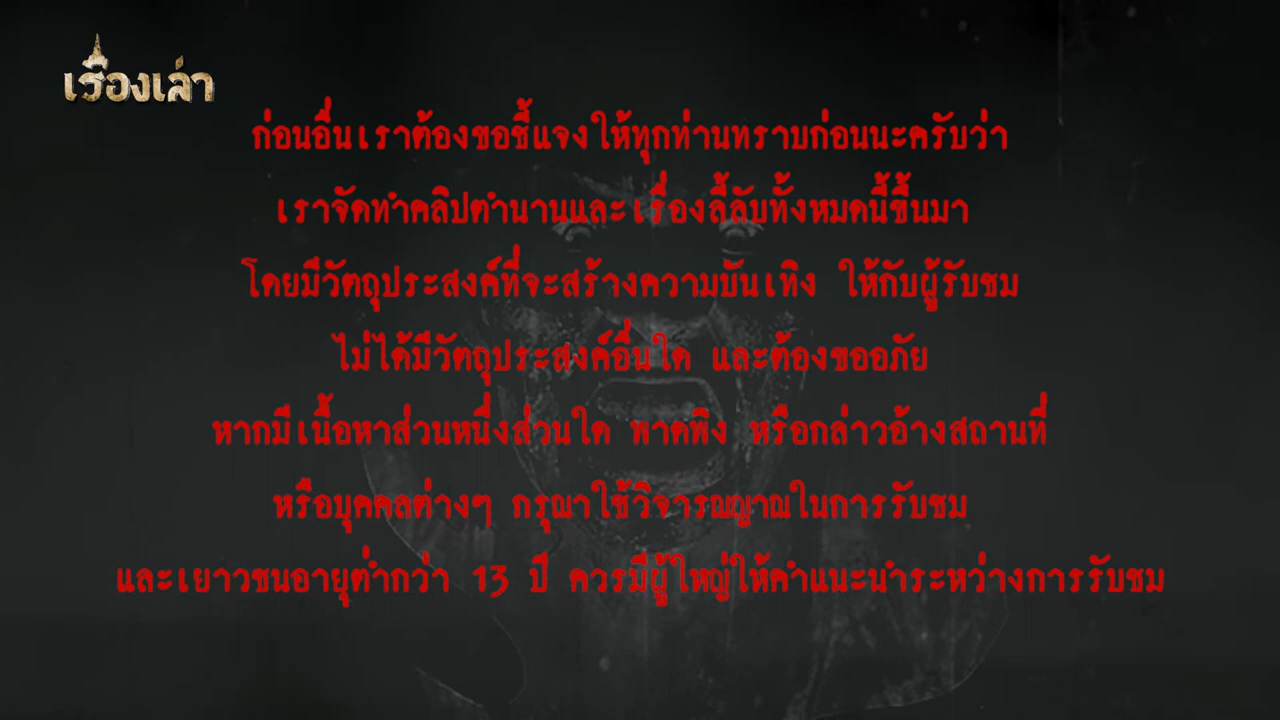 เรื่องเล่า
ก่อนอื่นเราต้องขอชี้แจงให้ทุกท่านทราบก่อนนะครับว่า
เราจัดทำคลิปตำนานและเรื่องลี้ลับทั้งหมดนี้ขึ้นมา
โดยมีวัตถุประสงค์ที่จะสร้างความบันเทิง ให้กับผู้รับชม
ไม่ได้มีวัตถุประสงค์อื่นใด และต้องขออภัย
หากมีเนื้อหาส่วนหนึ่งส่วนใด พาดพิง หรือกล่าวอ้างสถานที่
หรือบุคคลต่างๆ กรุณาใช้วิจารณญาณในการรับชม
และเยาวชนอายุต่ำกว่า 13 ปี ควรมีผู้ใหญ่ให้คำแนะนำระหว่างการรับชม